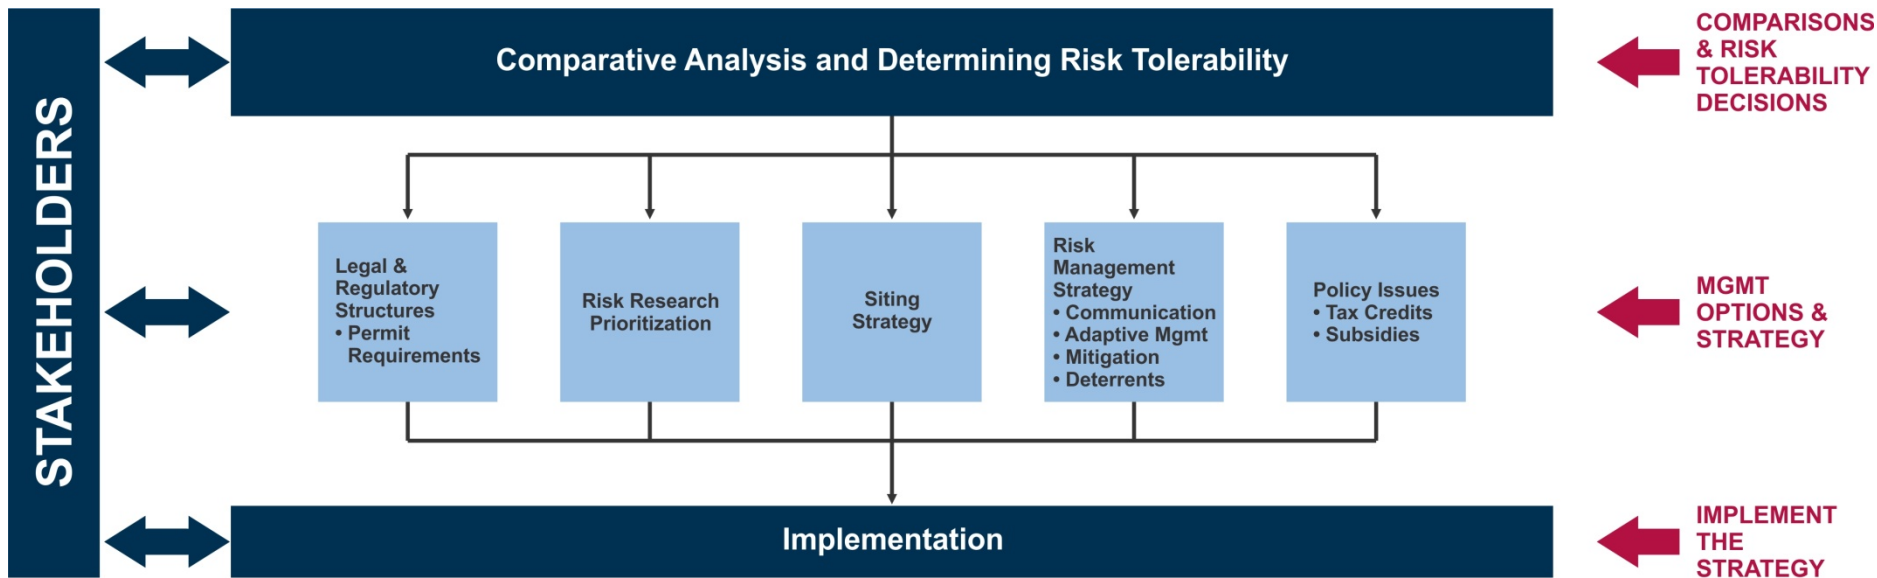 STAKEHOLDERS
Comparative Analysis and Determining Risk Tolerability
COMPARISONS
& RISK
TOLERABILITY
DECISIONS
Legal &
Regulatory
Structures
• Permit
Requirements
Risk Research
Prioritization
Siting
Strategy
Risk
Management
Strategy
• Communication
• Adaptive Mgmt
• Mitigation
• Deterrents
Policy Issues
• Tax Credits
• Subsidies
MGMT
OPTIONS &
STRATEGY
Implementation
IMPLEMENT
THE
STRATEGY